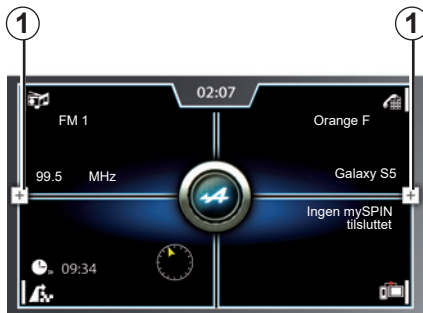 1 1
02:07
FM 1
Orange F
99.5 MHz
Galaxy S5
Ingen mySPIN
tilsluttet
09:34